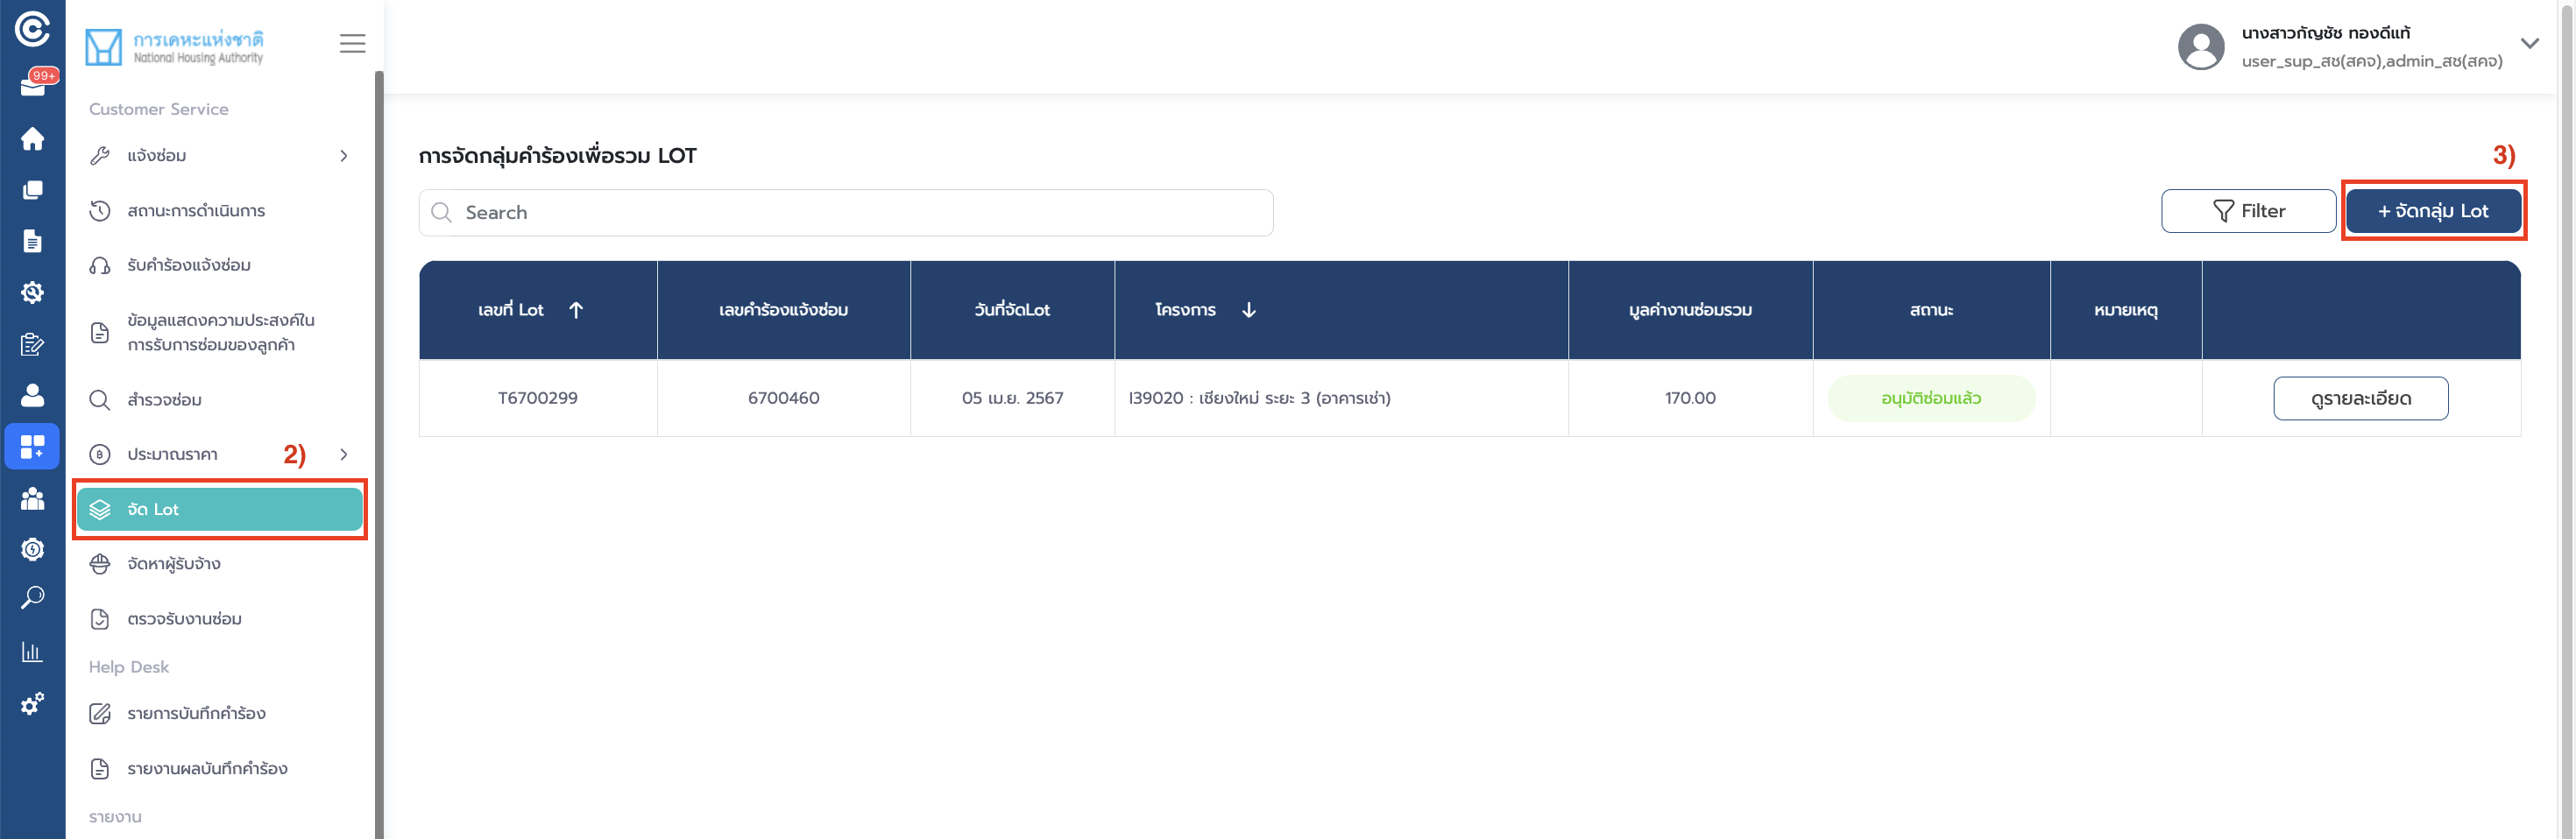 99+
การเคหะแห่งชาติ
National Housing Authority
Customer Service
แจ้งซ่อม
สถานะการดำเนินการ
รับคำร้องแจ้งซ่อม
ข้อมูลแสดงความประสงค์ใน
การรับการซ่อมของลูกค้า
สำรวจซ่อม
ประมาณราคา 2)
จัด Lot
จัดหาผู้รับจ้าง
ตรวจรับงานซ่อม
Help Desk
รายการบันทึกคำร้อง
รายงานผลบันทึกคำร้อง
รายงาน
นางสาวกัญชัช ทองดีแท้
user_sup_สช(สคจ),admin_สช(สคจ)
การจัดกลุ่มคำร้องเพื่อรวม LOT
3)
Search
Filter
+ จัดกลุ่ม Lot
เลขที่ Lot เลขคำร้องแจ้งซ่อม วันที่จัดLot โครงการ มูลค่างานซ่อมรวม สถานะ หมายเหตุ
T6700299 6700460 05 เม.ย. 2567 I39020 : เชียงใหม่ ระยะ 3 (อาคารเช่า) 170.00 อนุมัติซ่อมแล้ว ดูรายละเอียด